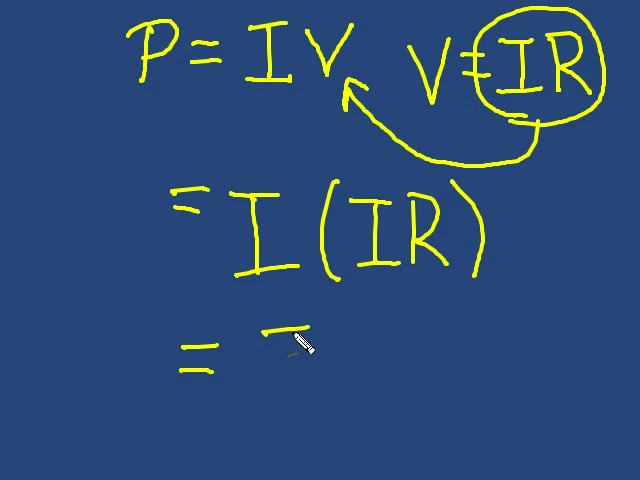 P = IV V = IR
= I (IR)
=